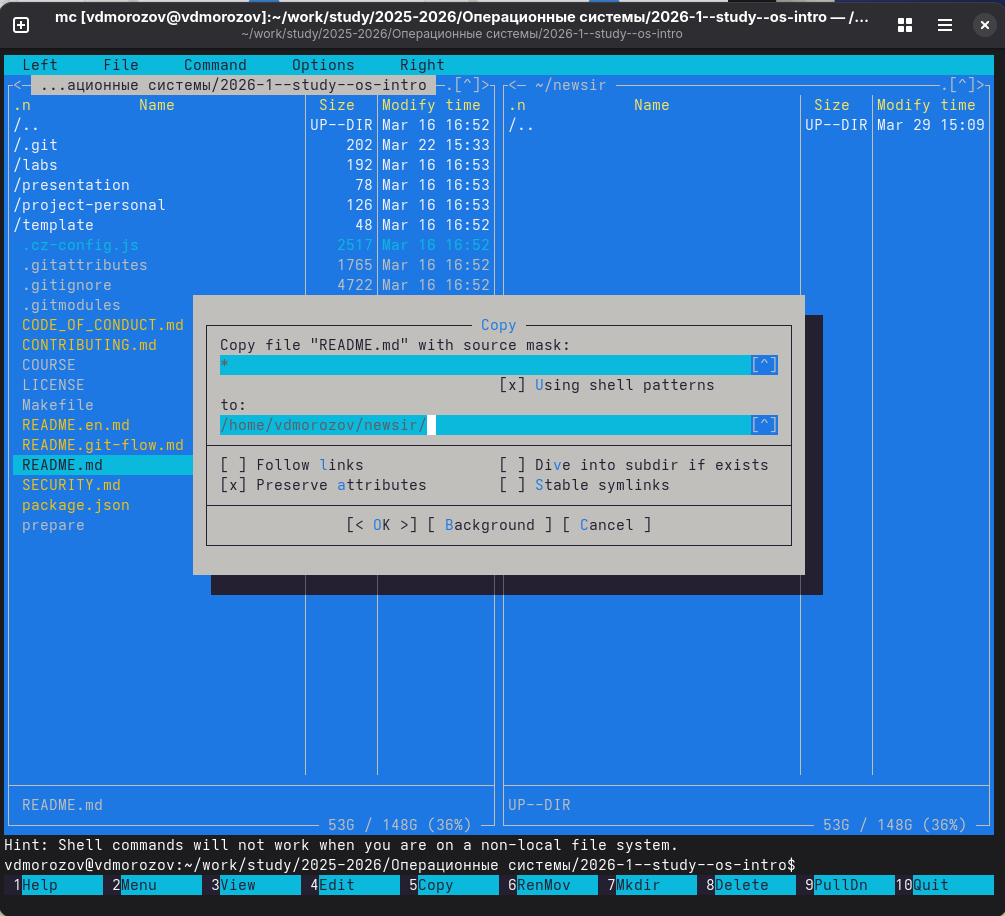 mc [vdmorozov@vdmorozov]:~/work/study/2025-2026/Операционные системы/2026-1--study--os-intro — /...
~/work/study/2025-2026/Операционные системы/2026-1--study--os-intro
Left File Command Options Right
<— ...ационные системы/2026-1--study--os-intro —.[^]> <— ~/newsir —.[^]>
.n Name Size Modify time .n Name Size Modify time
/.. UP--DIR Mar 16 16:52 /.. UP--DIR Mar 29 15:09
/.git 202 Mar 22 15:33
/labs 192 Mar 16 16:53
/presentation 78 Mar 16 16:53
/project-personal 126 Mar 16 16:53
/template 48 Mar 16 16:52
.cz-config.js 2517 Mar 16 16:52
.gitattributes 1765 Mar 16 16:52
.gitignore 4722 Mar 16 16:52
.gitmodules
CODE_OF_CONDUCT.md Copy
CONTRIBUTING.md Copy file "README.md" with source mask:
COURSE * [^]
LICENSE [x] Using shell patterns
Makefile to:
README.en.md /home/vdmorozov/newsir/ [^]
README.git-flow.md
README.md [ ] Follow links [ ] Dive into subdir if exists
SECURITY.md [x] Preserve attributes [ ] Stable symlinks
package.json
prepare [< OK >] [ Background ] [ Cancel ]
README.md UP--DIR
53G / 148G (36%) 53G / 148G (36%)
Hint: Shell commands will not work when you are on a non-local file system.
vdmorozov@vdmorozov:~/work/study/2025-2026/Операционные системы/2026-1--study--os-intro$
1Help 2Menu 3View 4Edit 5Copy 6RenMov 7Mkdir 8Delete 9PullDn 10Quit